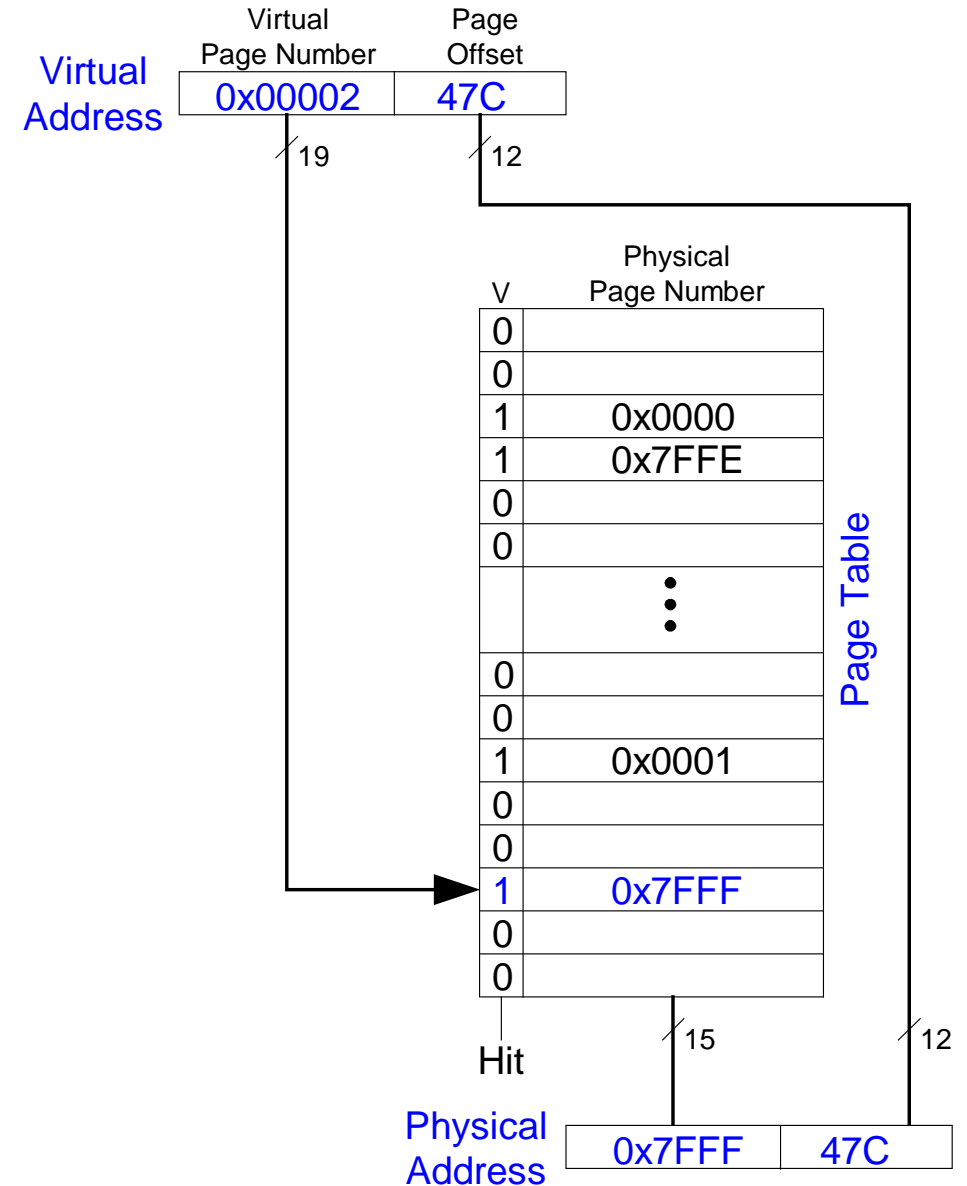 Virtual
Page Number
Page
Offset
Virtual
Address
0x00002
47C
19
12
V
Physical
Page Number
0
0
1 0x0000
1 0x7FFE
0
0
0
0
1 0x0001
0
0
1 0x7FFF
0
0
Page Table
Hit
15
12
Physical
Address
0x7FFF
47C